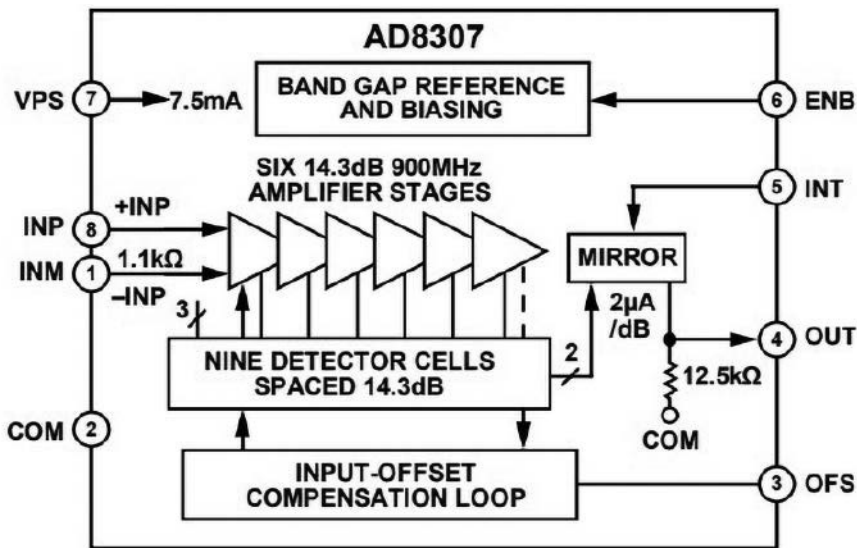 AD8307
VPS
7
7.5mA
BAND GAP REFERENCE
AND BIASING
6
ENB
SIX 14.3dB 900MHz
AMPLIFIER STAGES
5
INT
INP
8
+INP
INM
1
1.1kΩ
–INP
MIRROR
3
2µA
/dB
4
OUT
NINE DETECTOR CELLS
SPACED 14.3dB
2
12.5kΩ
COM
COM
2
INPUT-OFFSET
COMPENSATION LOOP
3
OFS